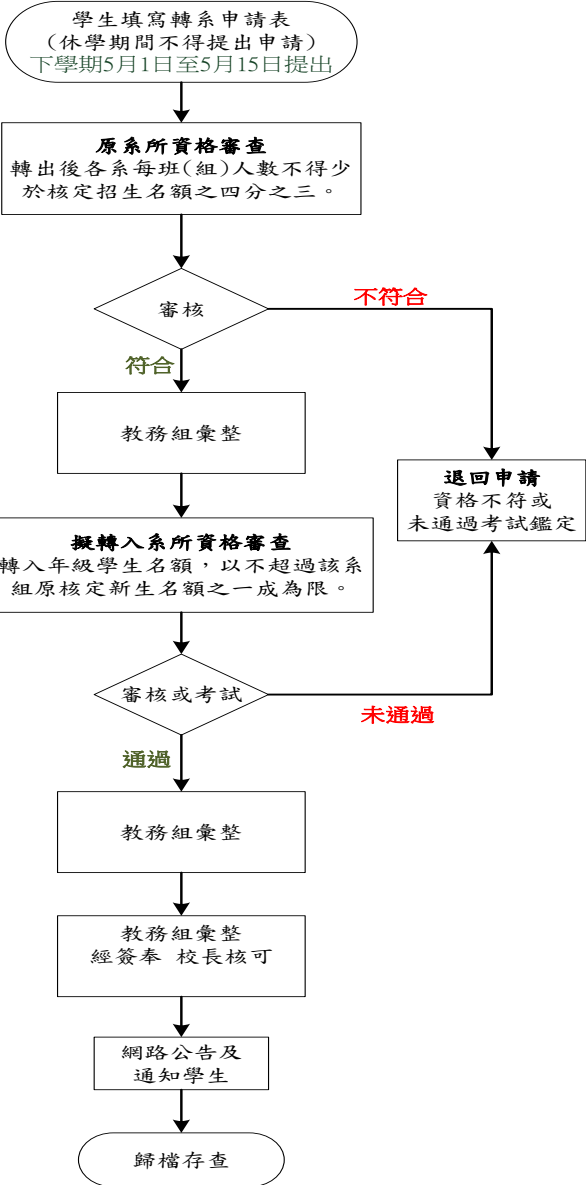 學生填寫轉系申請表
(休學期間不得提出申請)
下學期5月1日至5月15日提出
原系所資格審查
轉出後各系每班(組)人數不得少
於核定招生名額之四分之三。
審核
不符合
符合
教務組彙整
退回申請
資格不符或
未通過考試鑑定
擬轉入系所資格審查
轉入年級學生名額，以不超過該系
組原核定新生名額之一成為限。
審核或考試
未通過
通過
教務組彙整
教務組彙整
經簽奉 校長核可
網路公告及
通知學生
歸檔存查